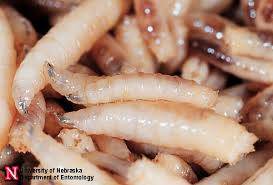 N University of Nebraska
Department of Entomology